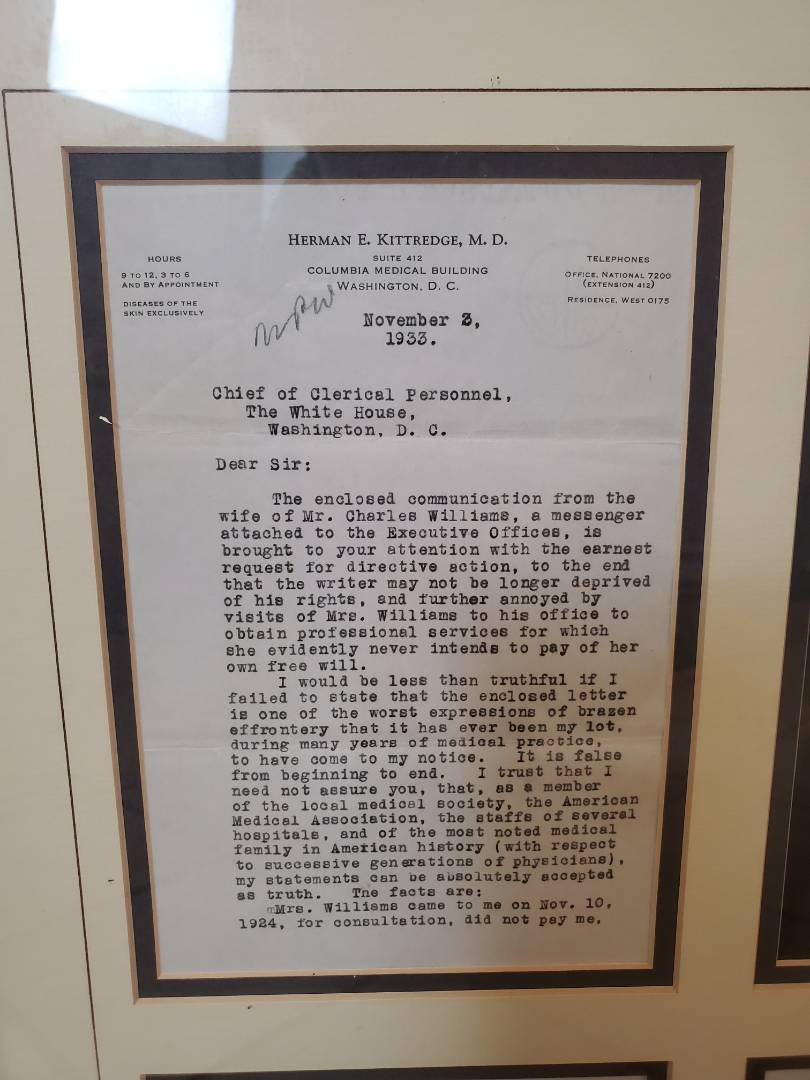 HERMAN E. KITTREDGE, M. D.
SUITE 412
COLUMBIA MEDICAL BUILDING
WASHINGTON, D. C.
HOURS
9 TO 12, 3 TO 6
AND BY APPOINTMENT
DISEASES OF THE
SKIN EXCLUSIVELY
TELEPHONES
OFFICE, NATIONAL 7200
(EXTENSION 412)
RESIDENCE, WEST 0175
November 3,
1933.
Chief of Clerical Personnel,
The White House,
Washington, D. C.
Dear Sir:
The enclosed communication from the
wife of Mr. Charles Williams, a messenger
attached to the Executive Offices, is
brought to your attention with the earnest
request for directive action, to the end
that the writer may not be longer deprived
of his rights, and further annoyed by
visits of Mrs. Williams to his office to
obtain professional services for which
she evidently never intends to pay of her
own free will.
I would be less than truthful if I
failed to state that the enclosed letter
is one of the worst expressions of brazen
effrontery that it has ever been my lot,
during many years of medical practice,
to have come to my notice. It is false
from beginning to end. I trust that I
need not assure you, that, as a member
of the local medical society, the American
Medical Association, the staffs of several
hospitals, and of the most noted medical
family in American history (with respect
to successive generations of physicians),
my statements can be absolutely accepted
as truth. The facts are:
Mrs. Williams came to me on Nov. 10,
1924, for consultation, did not pay me,